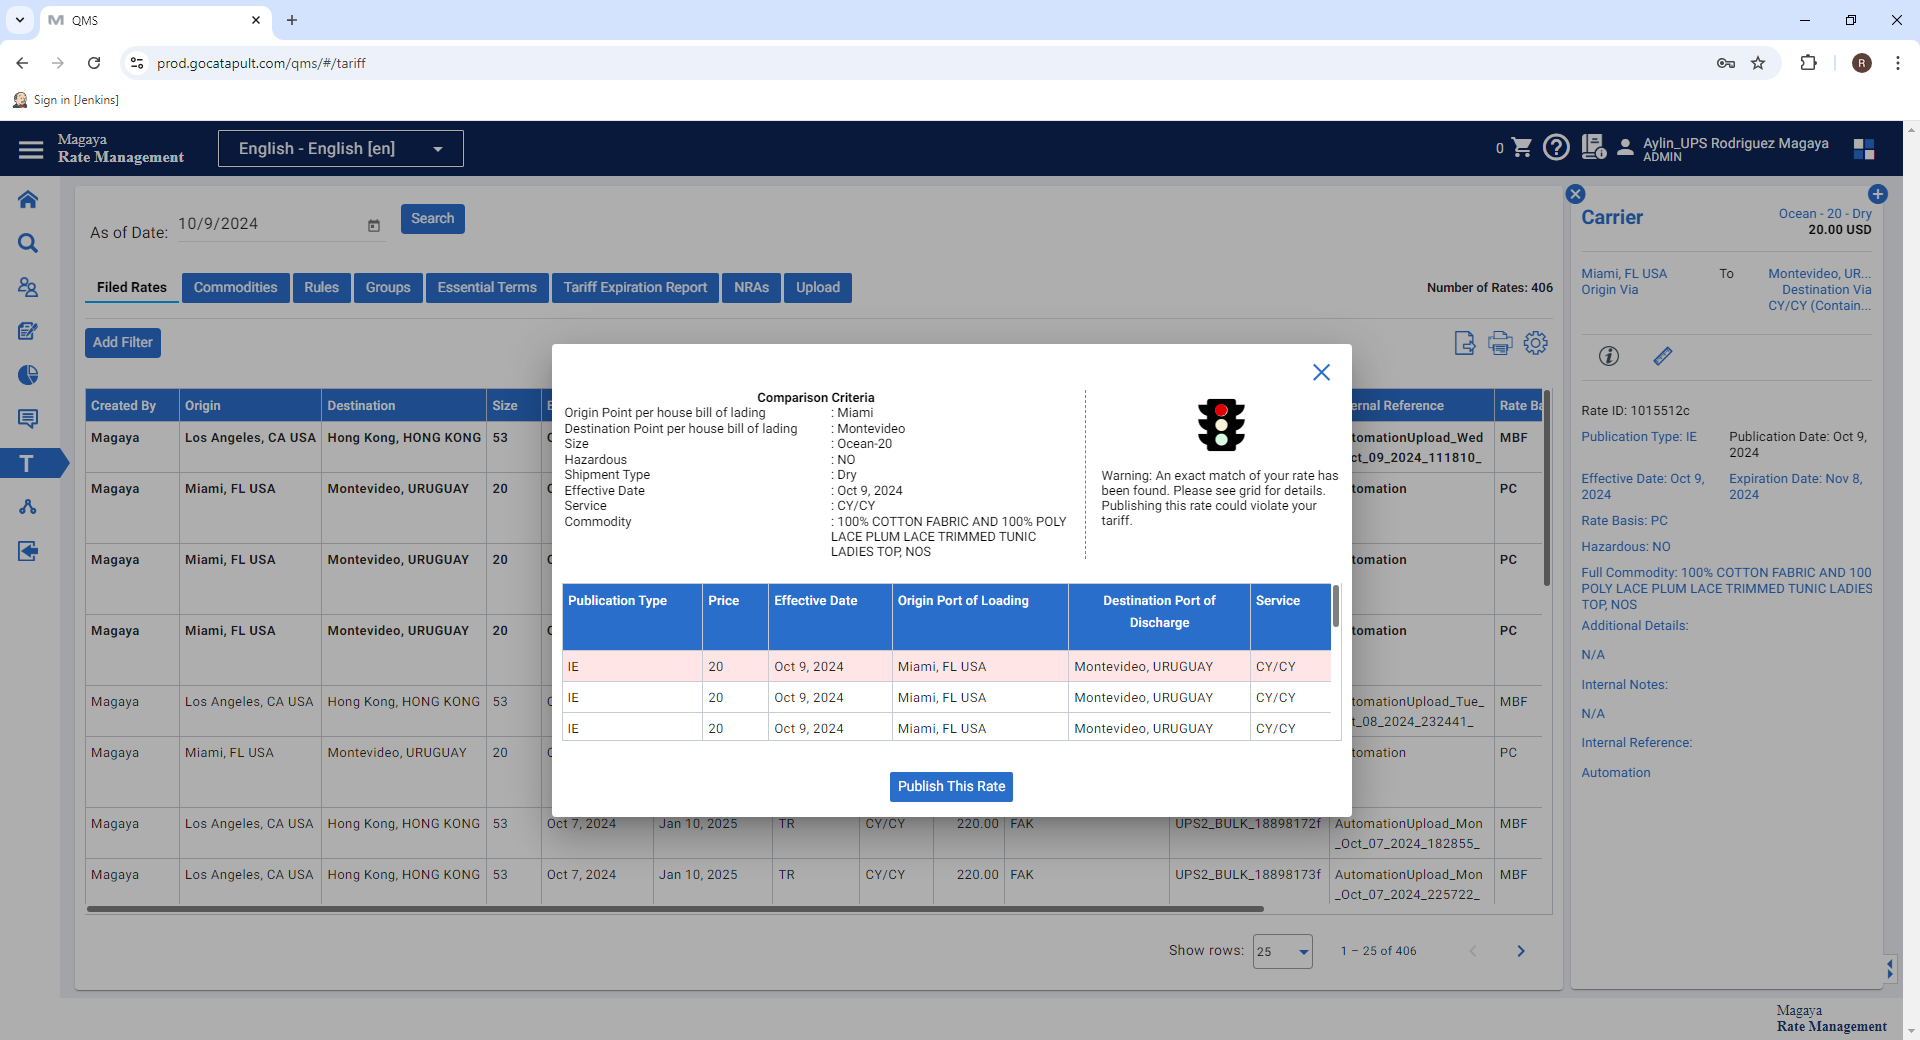 QMS
prod.gocatapult.com/qms/#/tariff
R
Sign in [Jenkins]
Magaya
Rate Management
English - English [en]
0
Aylin_UPS Rodriguez Magaya
ADMIN
As of Date:
10/9/2024
Search
Filed Rates
Commodities
Rules
Groups
Essential Terms
Tariff Expiration Report
NRAs
Upload
Number of Rates: 406
Add Filter
Created By Origin Destination Size E ernal Reference Rate Ba
Magaya Los Angeles, CA USA Hong Kong, HONG KONG 53 tomationUpload_Wed MBF
ct_09_2024_111810_
Magaya Miami, FL USA Montevideo, URUGUAY 20 tomation PC
Magaya Miami, FL USA Montevideo, URUGUAY 20 tomation PC
Magaya Miami, FL USA Montevideo, URUGUAY 20 tomation PC
Magaya Los Angeles, CA USA Hong Kong, HONG KONG 53 tomationUpload_Tue_ MBF
t_08_2024_232441_
Magaya Miami, FL USA Montevideo, URUGUAY 20 tomation PC
Magaya Los Angeles, CA USA Hong Kong, HONG KONG 53 Oct 7, 2024 Jan 10, 2025 TR CY/CY 220.00 FAK UPS2_BULK_18898172f AutomationUpload_Mon MBF
_Oct_07_2024_182855_
Magaya Los Angeles, CA USA Hong Kong, HONG KONG 53 Oct 7, 2024 Jan 10, 2025 TR CY/CY 220.00 FAK UPS2_BULK_18898173f AutomationUpload_Mon MBF
_Oct_07_2024_225722_
Show rows: 25 1 – 25 of 406
Comparison Criteria
Origin Point per house bill of lading : Miami
Destination Point per house bill of lading : Montevideo
Size : Ocean-20
Hazardous : NO
Shipment Type : Dry
Effective Date : Oct 9, 2024
Service : CY/CY
Commodity : 100% COTTON FABRIC AND 100% POLY
LACE PLUM LACE TRIMMED TUNIC
LADIES TOP, NOS
Warning: An exact match of your rate has
been found. Please see grid for details.
Publishing this rate could violate your
tariff.
Publication Type Price Effective Date Origin Port of Loading Destination Port of Discharge Service
IE 20 Oct 9, 2024 Miami, FL USA Montevideo, URUGUAY CY/CY
IE 20 Oct 9, 2024 Miami, FL USA Montevideo, URUGUAY CY/CY
IE 20 Oct 9, 2024 Miami, FL USA Montevideo, URUGUAY CY/CY
Publish This Rate
Carrier
Ocean - 20 - Dry
20.00 USD
Miami, FL USA To Montevideo, UR...
Origin Via Destination Via
CY/CY (Contain...
Rate ID: 1015512c
Publication Type: IE Publication Date: Oct 9,
2024
Effective Date: Oct 9, Expiration Date: Nov 8,
2024 2024
Rate Basis: PC
Hazardous: NO
Full Commodity: 100% COTTON FABRIC AND 100
POLY LACE PLUM LACE TRIMMED TUNIC LADIES
TOP, NOS
Additional Details:
N/A
Internal Notes:
N/A
Internal Reference:
Automation
T
Magaya
Rate Management